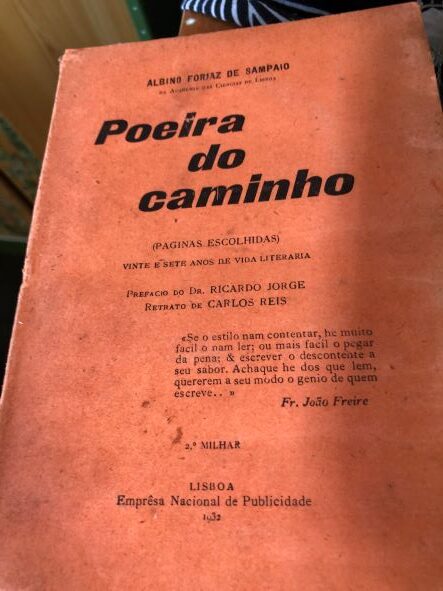 ALBINO FORJAZ DE SAMPAIO
DA ACADEMIA DAS CIENCIAS DE LISBOA
Poeira
do
caminho
(PAGINAS ESCOLHIDAS)
VINTE E SETE ANOS DE VIDA LITERARIA
PREFACIO DO DR. RICARDO JORGE
RETRATO DE CARLOS REIS
«Se o estilo nam contentar, he muito
facil o nam ler; ou mais facil o pegar
da pena; & escrever o descontente a
seu sabor. Achaque he dos que lem,
quererem a seu modo o genio de quem
escreve.. »
Fr. João Freire
2.º MILHAR
LISBOA
Emprêsa Nacional de Publicidade
1932